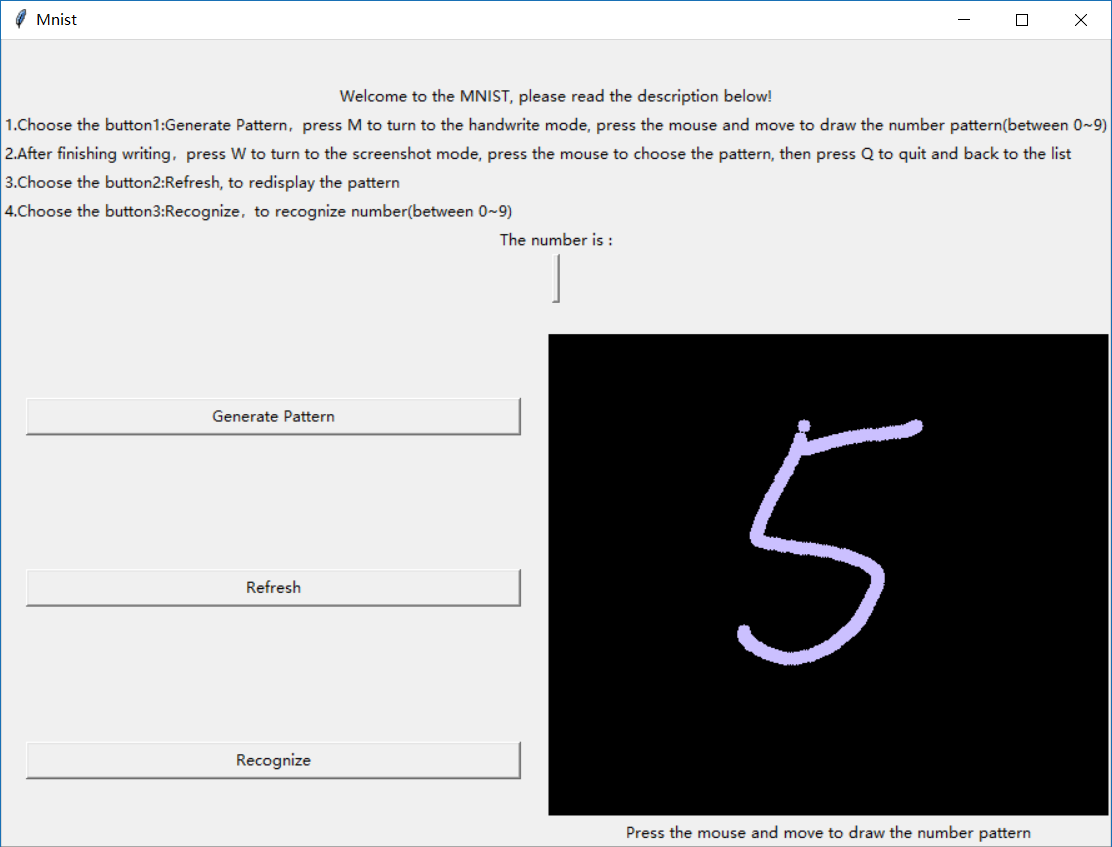 Mnist
Welcome to the MNIST, please read the description below!
1.Choose the button1:Generate Pattern，press M to turn to the handwrite mode, press the mouse and move to draw the number pattern(between 0~9)
2.After finishing writing，press W to turn to the screenshot mode, press the mouse to choose the pattern, then press Q to quit and back to the list
3.Choose the button2:Refresh, to redisplay the pattern
4.Choose the button3:Recognize，to recognize number(between 0~9)
The number is :
Generate Pattern
5
Refresh
Recognize
Press the mouse and move to draw the number pattern